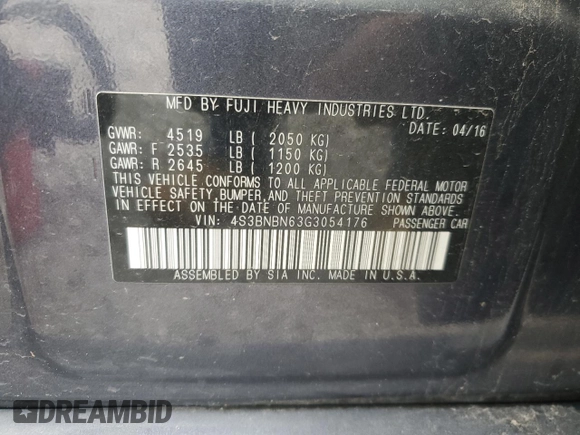 MFD BY FUJI HEAVY INDUSTRIES LTD.
DATE: 04/16
GVWR: 4519 LB ( 2050 KG)
GAWR: F 2535 LB ( 1150 KG)
GAWR: R 2645 LB ( 1200 KG)
THIS VEHICLE CONFORMS TO ALL APPLICABLE FEDERAL MOTOR
VEHICLE SAFETY, BUMPER, AND THEFT PREVENTION STANDARDS
IN EFFECT ON THE DATE OF MANUFACTURE SHOWN ABOVE.
VIN: 4S3BNBN63G3054176 PASSENGER CAR
ASSEMBLED BY SIA INC. MADE IN U.S.A.
DREAMBID